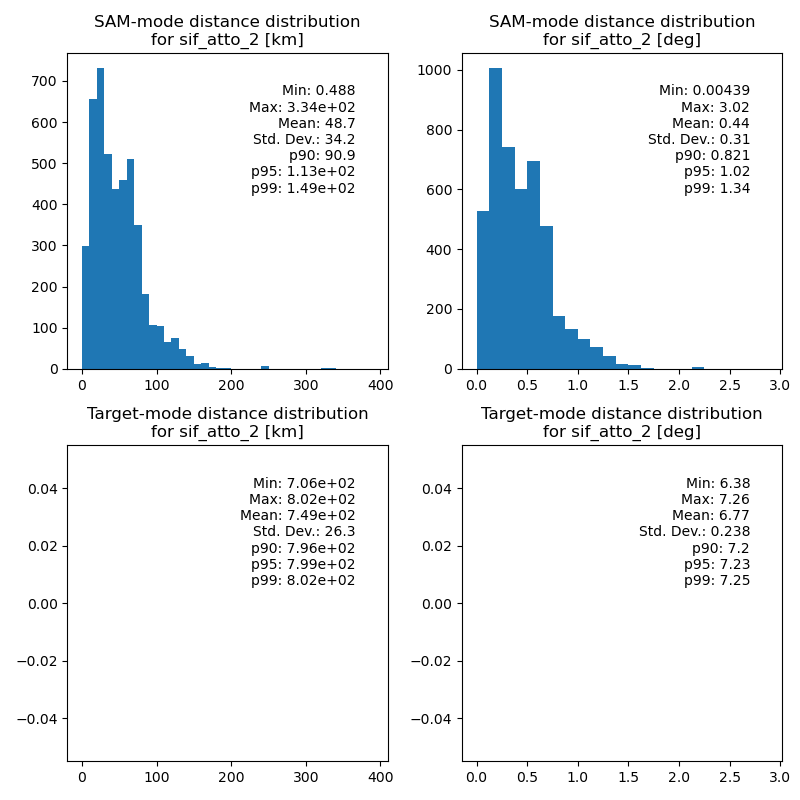 SAM-mode distance distribution
for sif_atto_2 [km]
Min: 0.488
Max: 3.34e+02
Mean: 48.7
Std. Dev.: 34.2
p90: 90.9
p95: 1.13e+02
p99: 1.49e+02
700
600
500
400
300
200
100
0
0 100 200 300 400
SAM-mode distance distribution
for sif_atto_2 [deg]
Min: 0.00439
Max: 3.02
Mean: 0.44
Std. Dev.: 0.31
p90: 0.821
p95: 1.02
p99: 1.34
1000
800
600
400
200
0
0.0 0.5 1.0 1.5 2.0 2.5 3.0
Target-mode distance distribution
for sif_atto_2 [km]
Min: 7.06e+02
Max: 8.02e+02
Mean: 7.49e+02
Std. Dev.: 26.3
p90: 7.96e+02
p95: 7.99e+02
p99: 8.02e+02
0.04
0.02
0.00
−0.02
−0.04
0 100 200 300 400
Target-mode distance distribution
for sif_atto_2 [deg]
Min: 6.38
Max: 7.26
Mean: 6.77
Std. Dev.: 0.238
p90: 7.2
p95: 7.23
p99: 7.25
0.04
0.02
0.00
−0.02
−0.04
0.0 0.5 1.0 1.5 2.0 2.5 3.0